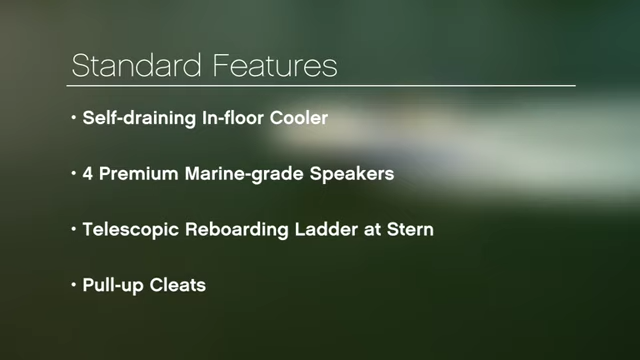 Standard Features
• Self-draining In-floor Cooler
• 4 Premium Marine-grade Speakers
• Telescopic Reboarding Ladder at Stern
• Pull-up Cleats